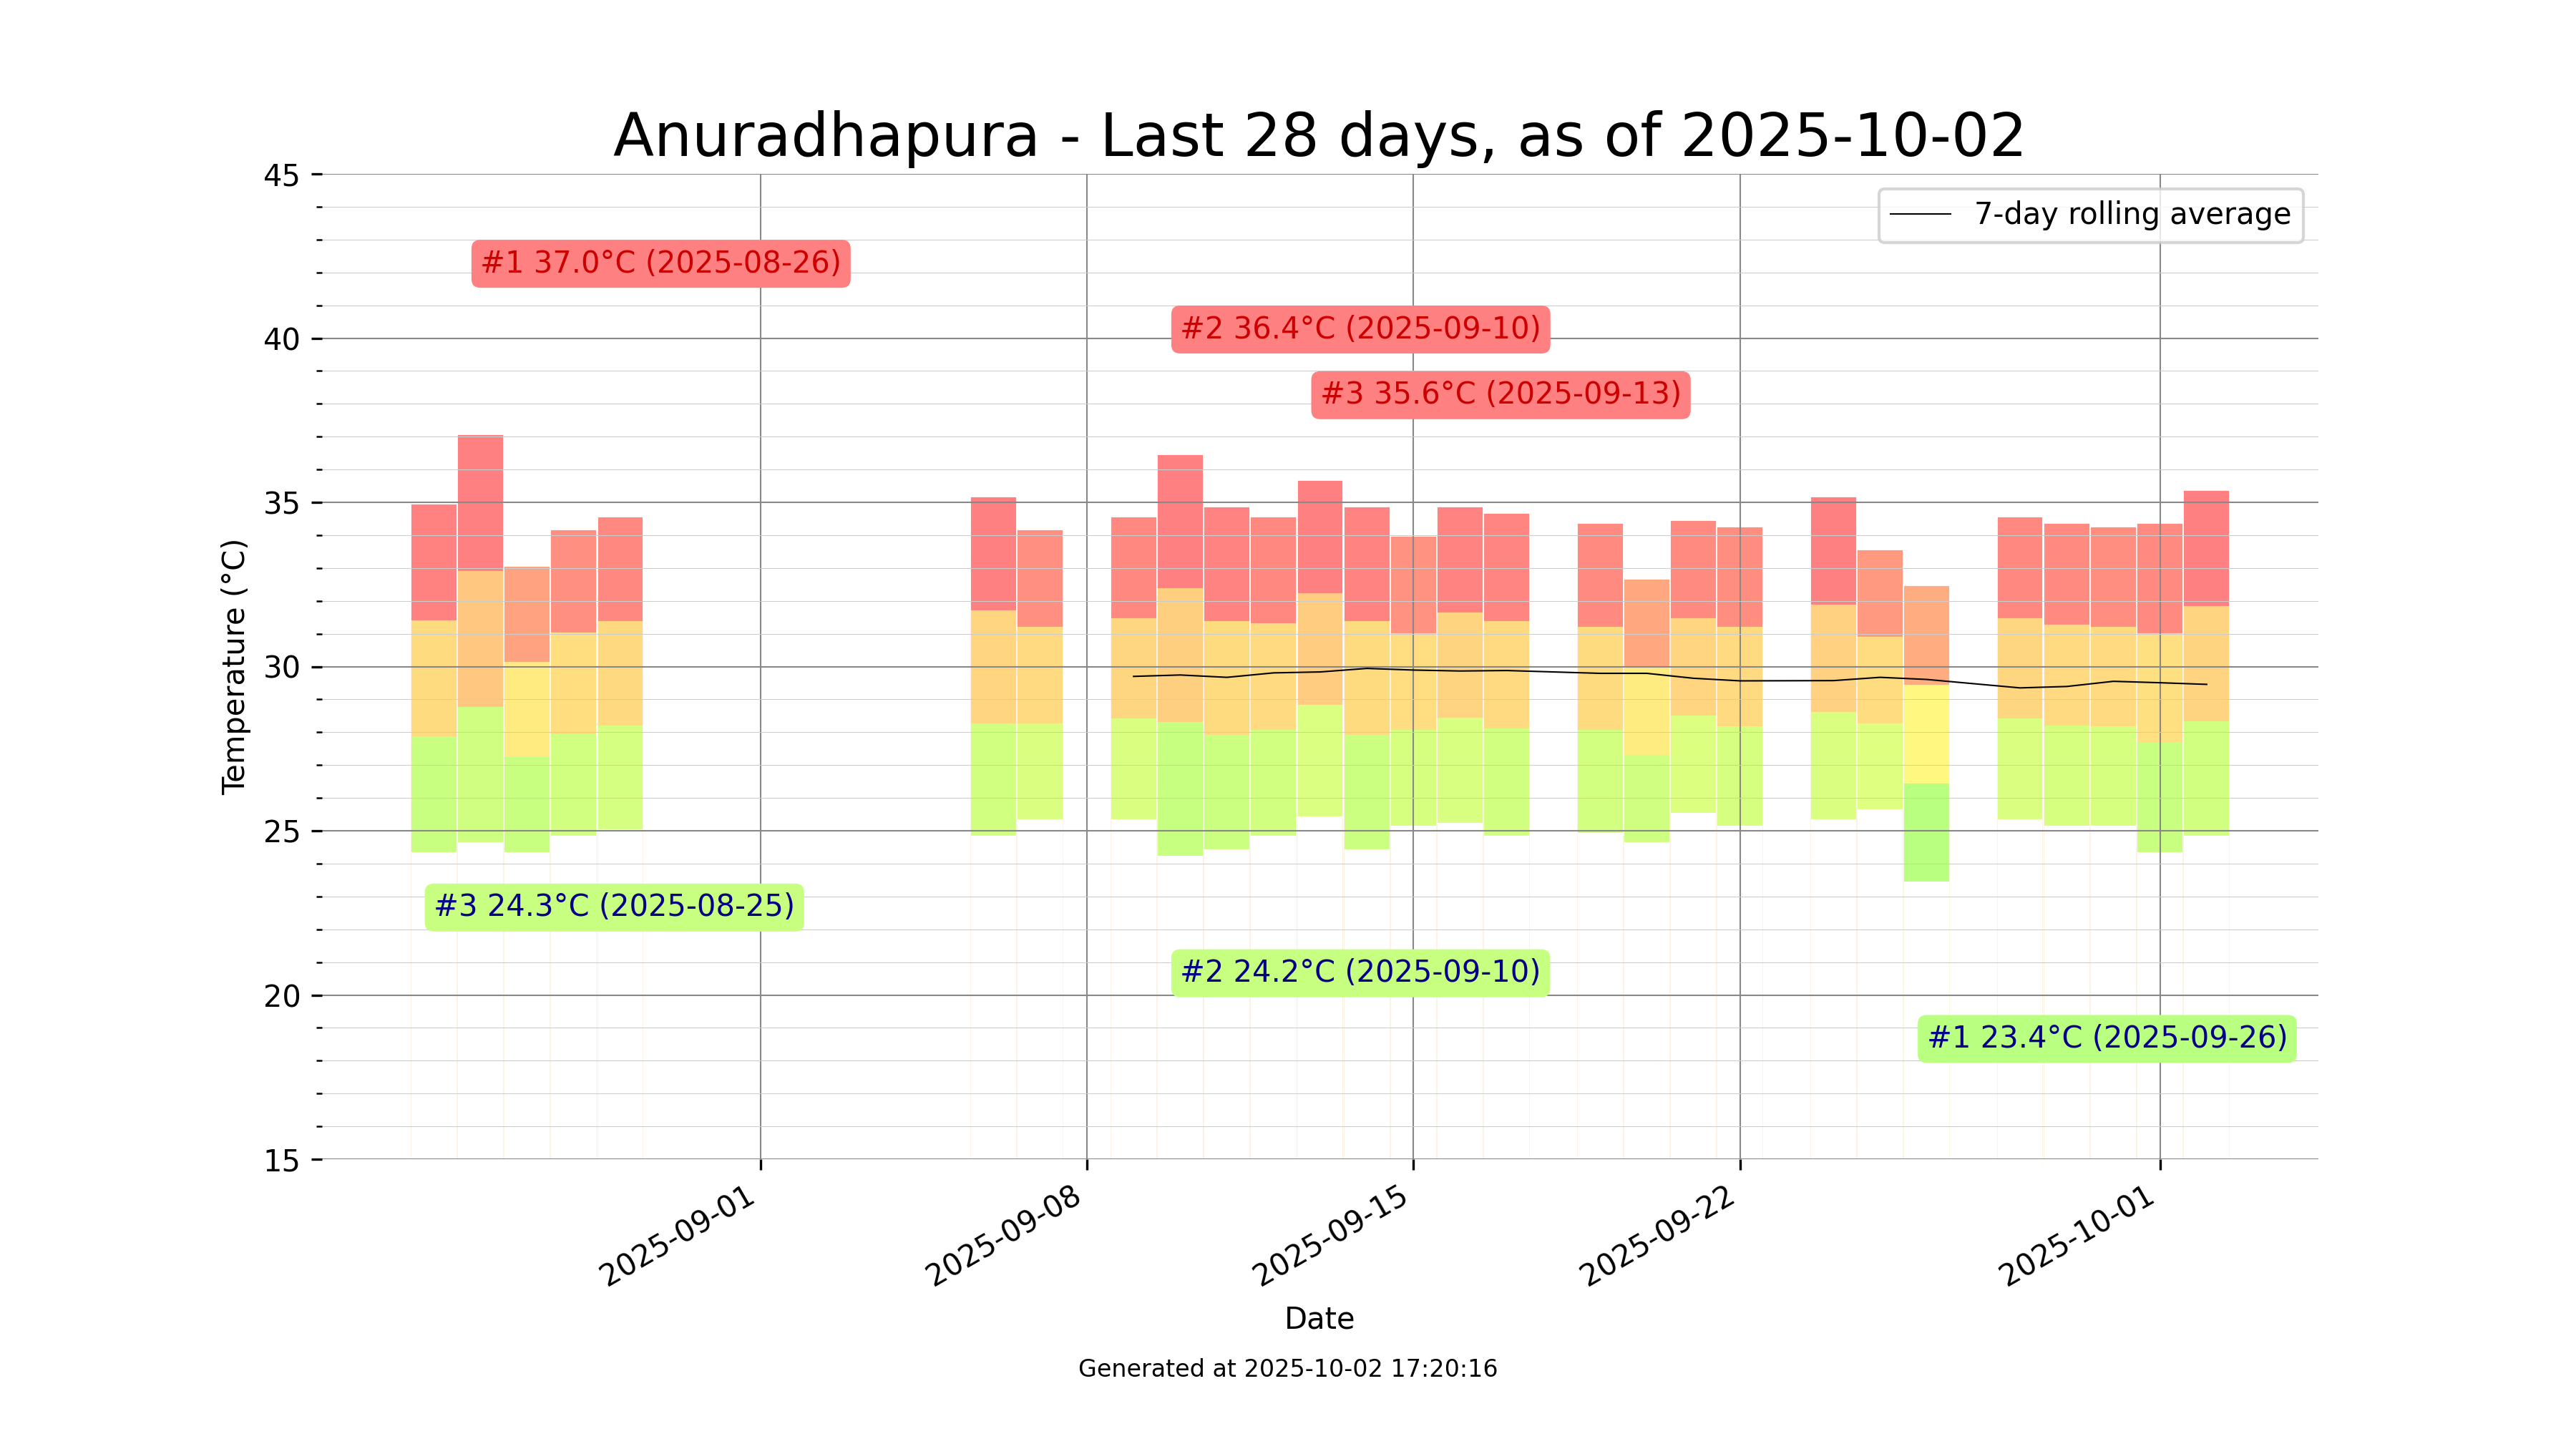 Anuradhapura - Last 28 days, as of 2025-10-02
7-day rolling average
#1 37.0°C (2025-08-26)
#2 36.4°C (2025-09-10)
#3 35.6°C (2025-09-13)
#3 24.3°C (2025-08-25)
#2 24.2°C (2025-09-10)
#1 23.4°C (2025-09-26)
Temperature (°C)
45
40
35
30
25
20
15
2025-09-01
2025-09-08
2025-09-15
2025-09-22
2025-10-01
Date
Generated at 2025-10-02 17:20:16